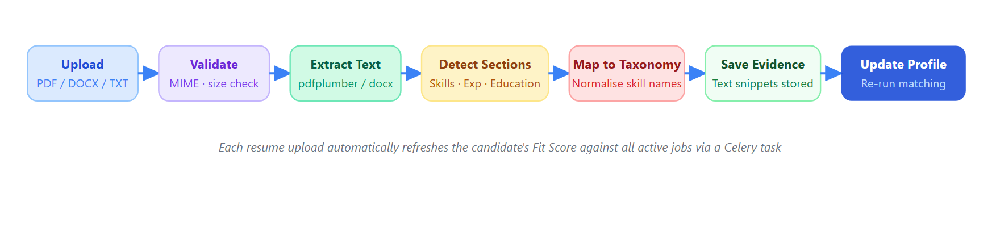 Upload
PDF / DOCX / TXT
Validate
MIME · size check
Extract Text
pdfplumber / docx
Detect Sections
Skills · Exp · Education
Map to Taxonomy
Normalise skill names
Save Evidence
Text snippets stored
Update Profile
Re-run matching
Each resume upload automatically refreshes the candidate's Fit Score against all active jobs via a Celery task